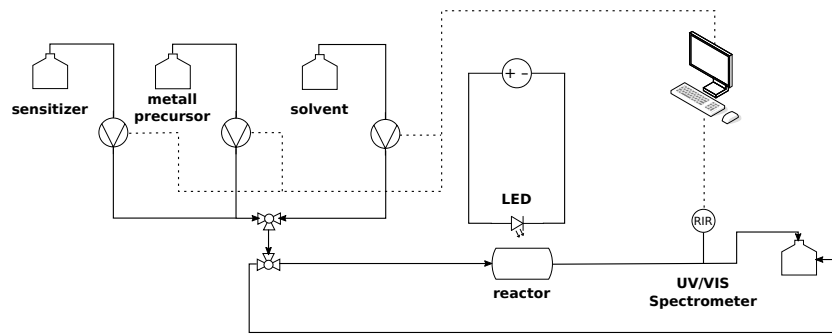 sensitizer
metall
precursor
solvent
+ -
LED
RIR
reactor
UV/VIS
Spectrometer